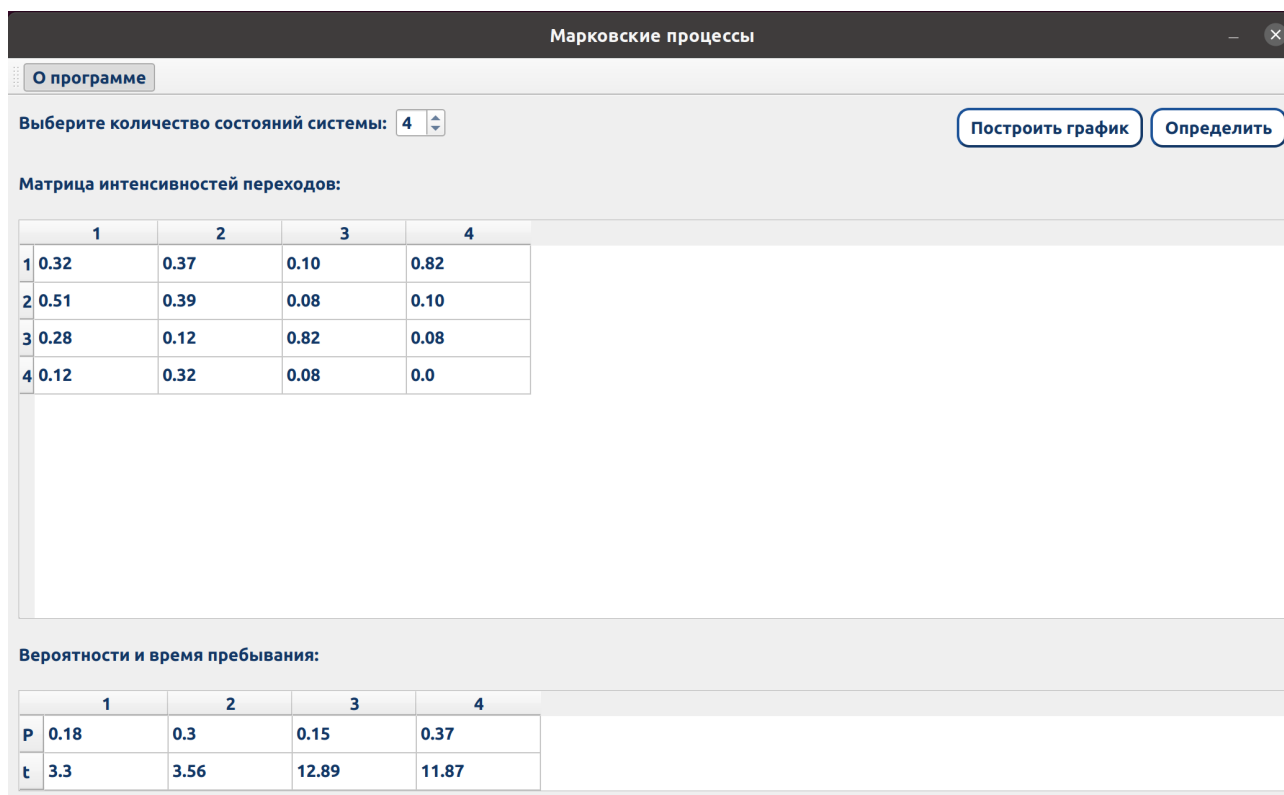 Марковские процессы
О программе
Выберите количество состояний системы: 4
Построить график Определить
Матрица интенсивностей переходов:
1 2 3 4
1 0.32 0.37 0.10 0.82
2 0.51 0.39 0.08 0.10
3 0.28 0.12 0.82 0.08
4 0.12 0.32 0.08 0.0
Вероятности и время пребывания:
1 2 3 4
P 0.18 0.3 0.15 0.37
t 3.3 3.56 12.89 11.87